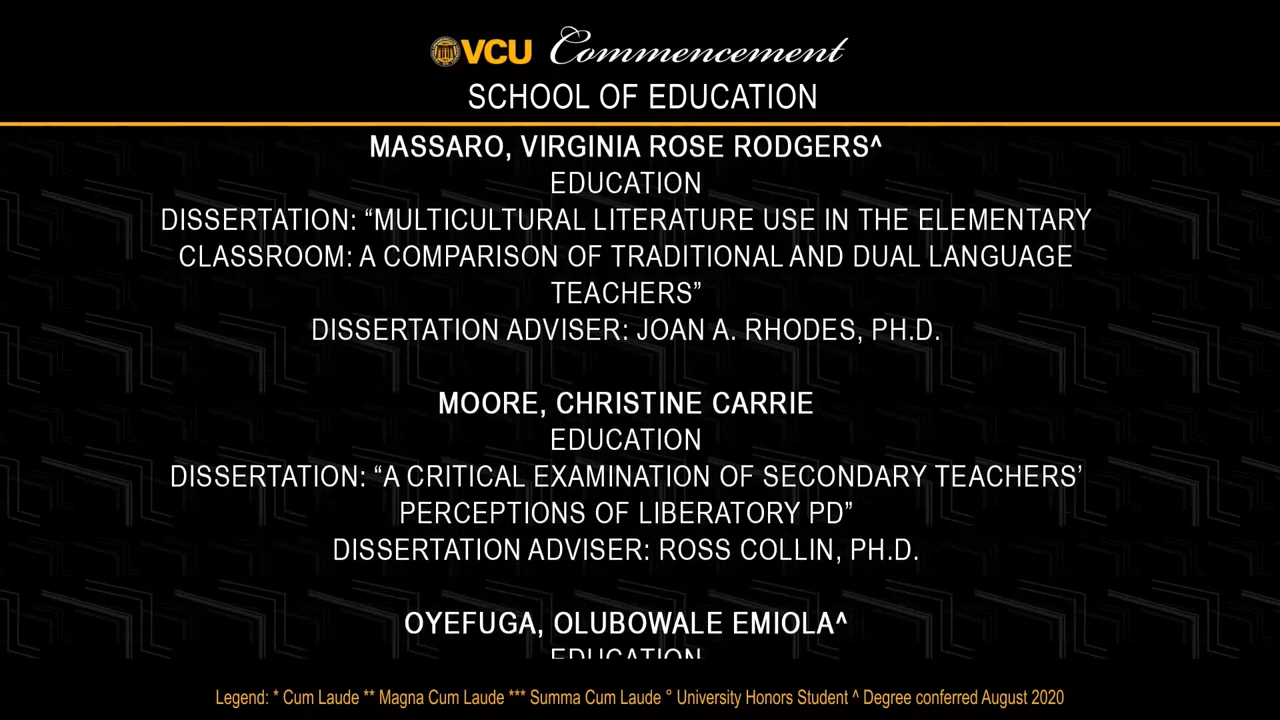 VCU Commencement
SCHOOL OF EDUCATION
MASSARO, VIRGINIA ROSE RODGERS^
EDUCATION
DISSERTATION: “MULTICULTURAL LITERATURE USE IN THE ELEMENTARY
CLASSROOM: A COMPARISON OF TRADITIONAL AND DUAL LANGUAGE
TEACHERS”
DISSERTATION ADVISER: JOAN A. RHODES, PH.D.
MOORE, CHRISTINE CARRIE
EDUCATION
DISSERTATION: “A CRITICAL EXAMINATION OF SECONDARY TEACHERS’
PERCEPTIONS OF LIBERATORY PD”
DISSERTATION ADVISER: ROSS COLLIN, PH.D.
OYEFUGA, OLUBOWALE EMIOLA^
EDUCATION
Legend: * Cum Laude ** Magna Cum Laude *** Summa Cum Laude ° University Honors Student ^ Degree conferred August 2020